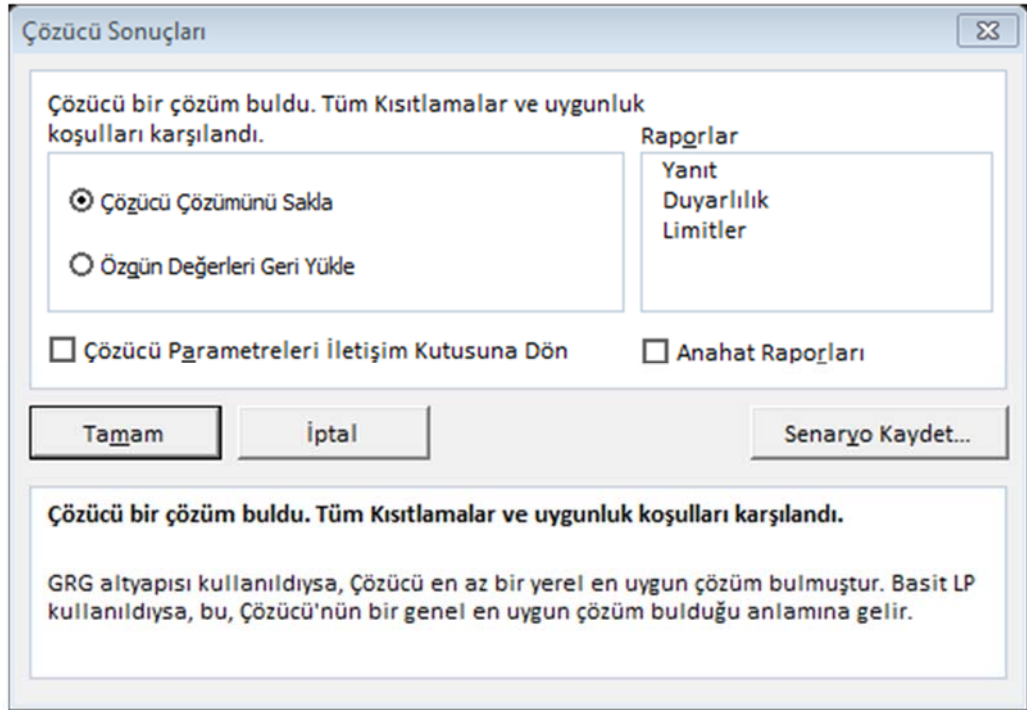 Çözücü Sonuçları
Çözücü bir çözüm buldu. Tüm Kısıtlamalar ve uygunluk
koşulları karşılandı.
Raporlar
Çözücü Çözümünü Sakla
Özgün Değerleri Geri Yükle
Yanıt
Duyarlılık
Limitler
Çözücü Parametreleri İletişim Kutusuna Dön
Anahat Raporları
Tamam
İptal
Senaryo Kaydet...
Çözücü bir çözüm buldu. Tüm Kısıtlamalar ve uygunluk koşulları karşılandı.
GRG altyapısı kullanıldıysa, Çözücü en az bir yerel en uygun çözüm bulmuştur. Basit LP
kullanıldıysa, bu, Çözücü'nün bir genel en uygun çözüm bulduğu anlamına gelir.